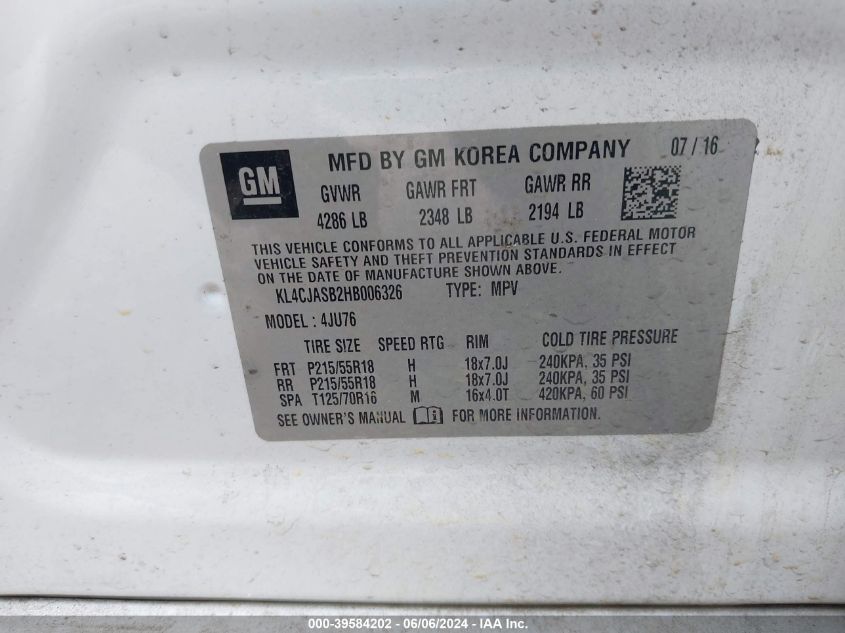 GM
MFD BY GM KOREA COMPANY 07 / 16
GVWR GAWR FRT GAWR RR
4286 LB 2348 LB 2194 LB
THIS VEHICLE CONFORMS TO ALL APPLICABLE U.S. FEDERAL MOTOR
VEHICLE SAFETY AND THEFT PREVENTION STANDARDS IN EFFECT
ON THE DATE OF MANUFACTURE SHOWN ABOVE.
KL4CJASB2HB006326 TYPE: MPV
MODEL : 4JU76
TIRE SIZE SPEED RTG RIM COLD TIRE PRESSURE
FRT P215/55R18 H 18x7.0J 240KPA, 35 PSI
RR P215/55R18 H 18x7.0J 240KPA, 35 PSI
SPA T125/70R16 M 16x4.0T 420KPA, 60 PSI
SEE OWNER'S MANUAL FOR MORE INFORMATION.
000-39584202 - 06/06/2024 - IAA Inc.